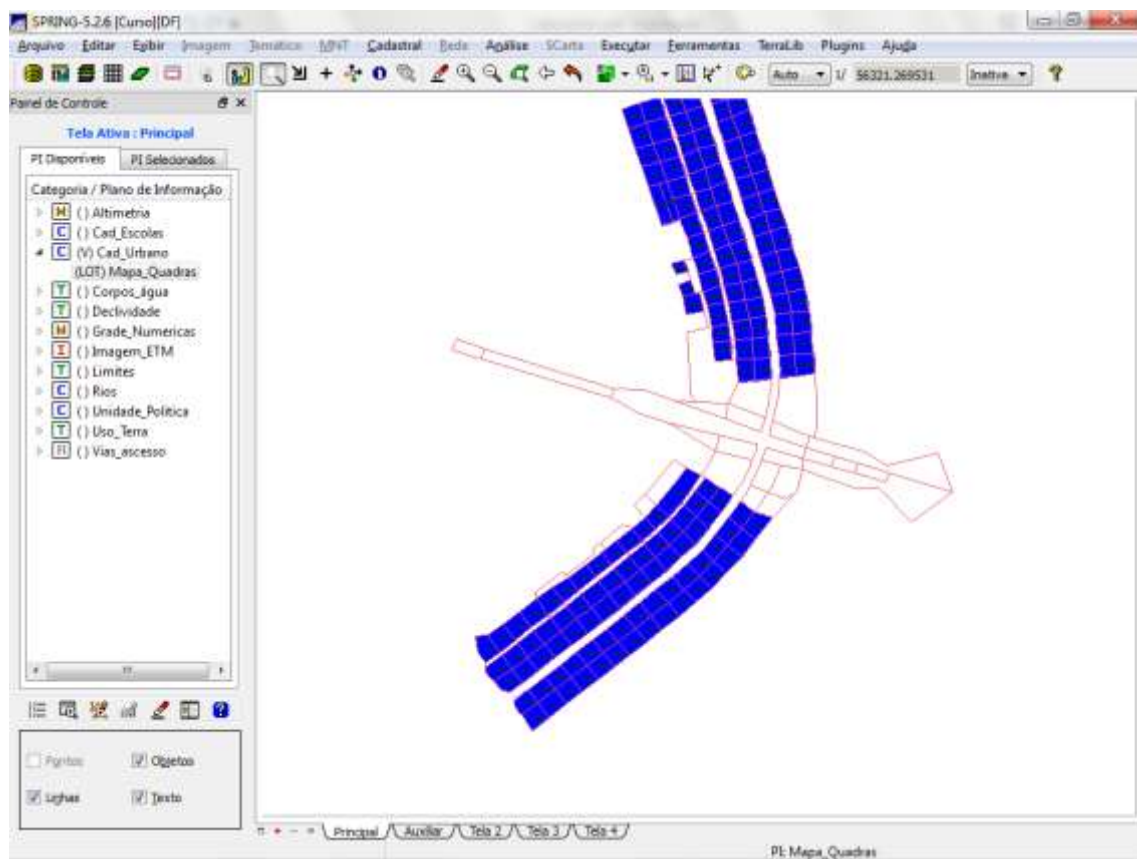 SPRING-5.2.6 [Curso][DF]
Arquivo Editar Exibir Imagem Temático MNT Cadastral Rede Análise SCarta Executar Ferramentas TerraLib Plugins Ajuda
Auto 1/ 56321.269531 Inativa
Painel de Controle
Tela Ativa : Principal
PI Disponíveis PI Selecionados
Categoria / Plano de Informação
M () Altimetria
C () Cad_Escolas
C (V) Cad_Urbano
(LOT) Mapa_Quadras
T () Corpos_água
T () Declividade
M () Grade_Numericas
I () Imagem_ETM
T () Limites
C () Rios
C () Unidade_Política
T () Uso_Terra
() Vias_ascesso
Pontos Objetos
Linhas Texto
Principal Auxiliar Tela 2 Tela 3 Tela 4
PI: Mapa_Quadras